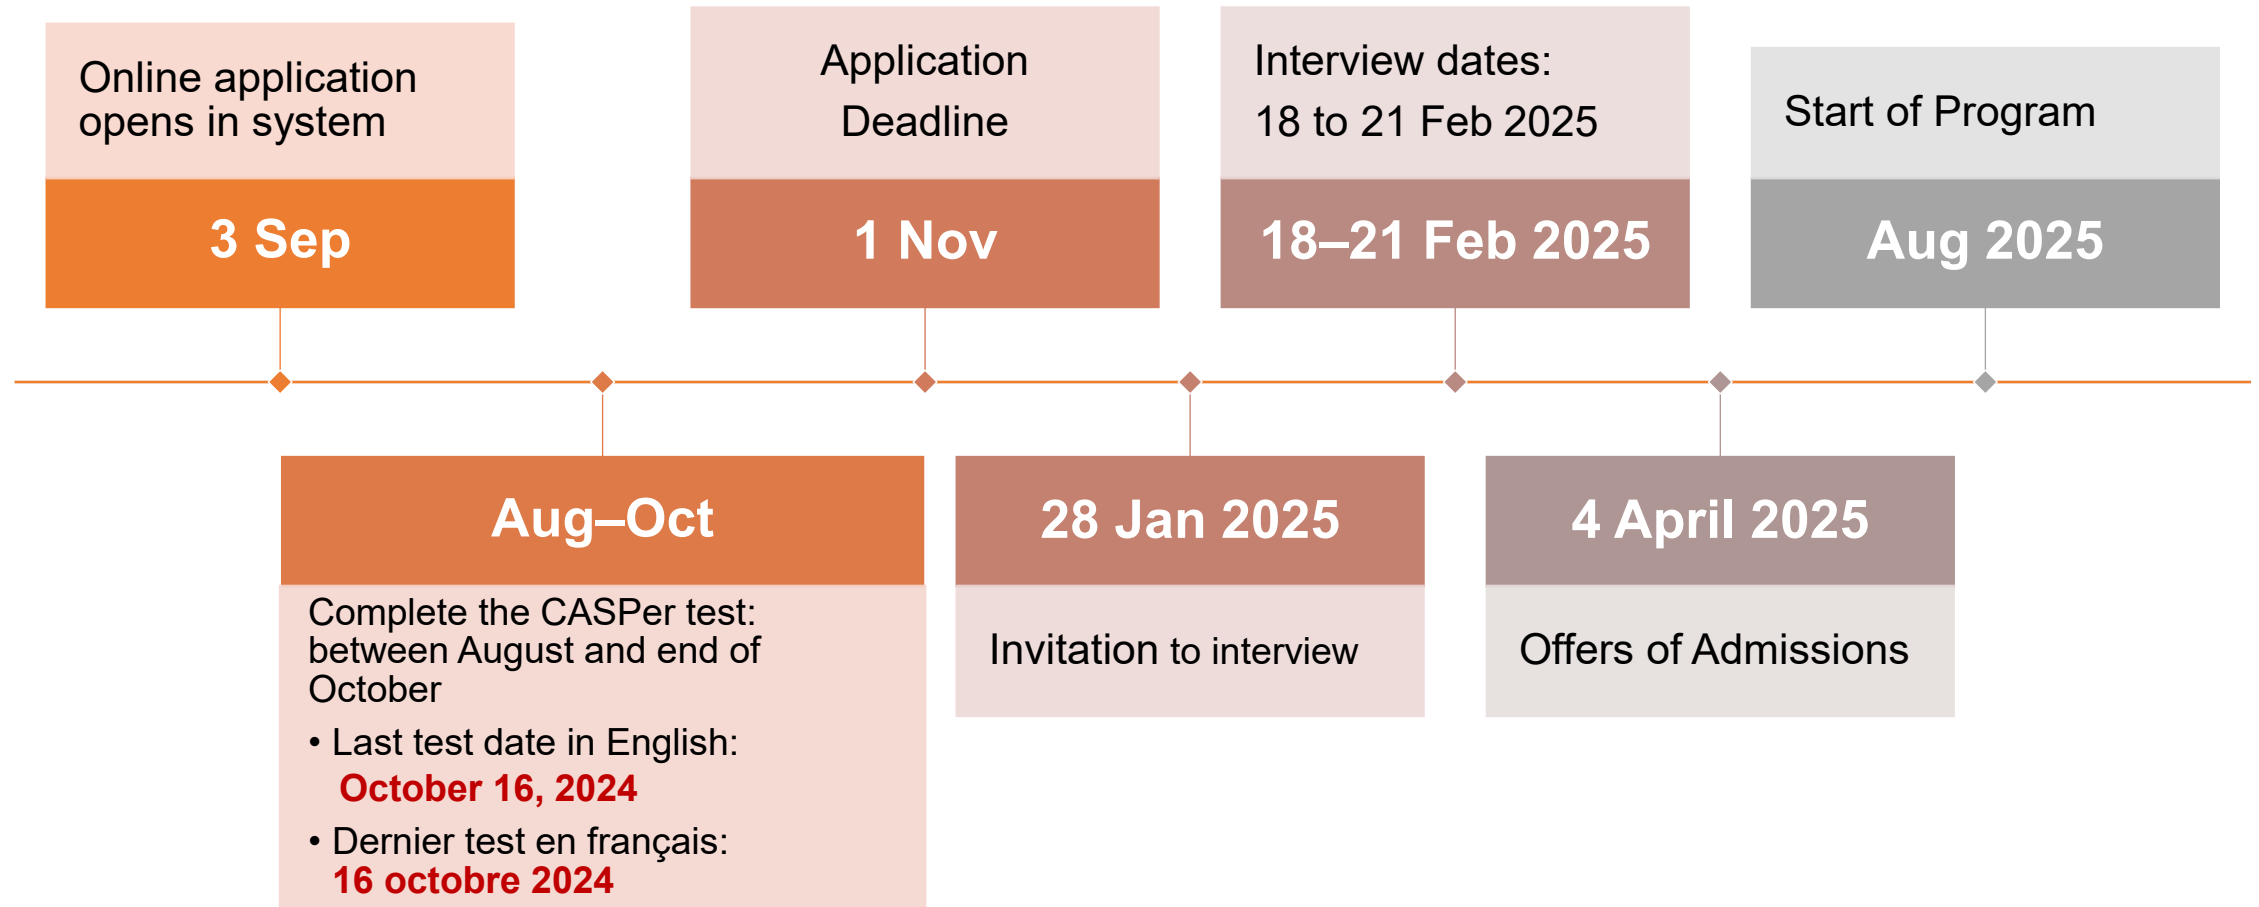 Online application
opens in system
3 Sep
Application
Deadline
1 Nov
Interview dates:
18 to 21 Feb 2025
18–21 Feb 2025
Start of Program
Aug 2025
Aug–Oct
Complete the CASPer test:
between August and end of
October
• Last test date in English:
October 16, 2024
• Dernier test en français:
16 octobre 2024
28 Jan 2025
Invitation to interview
4 April 2025
Offers of Admissions